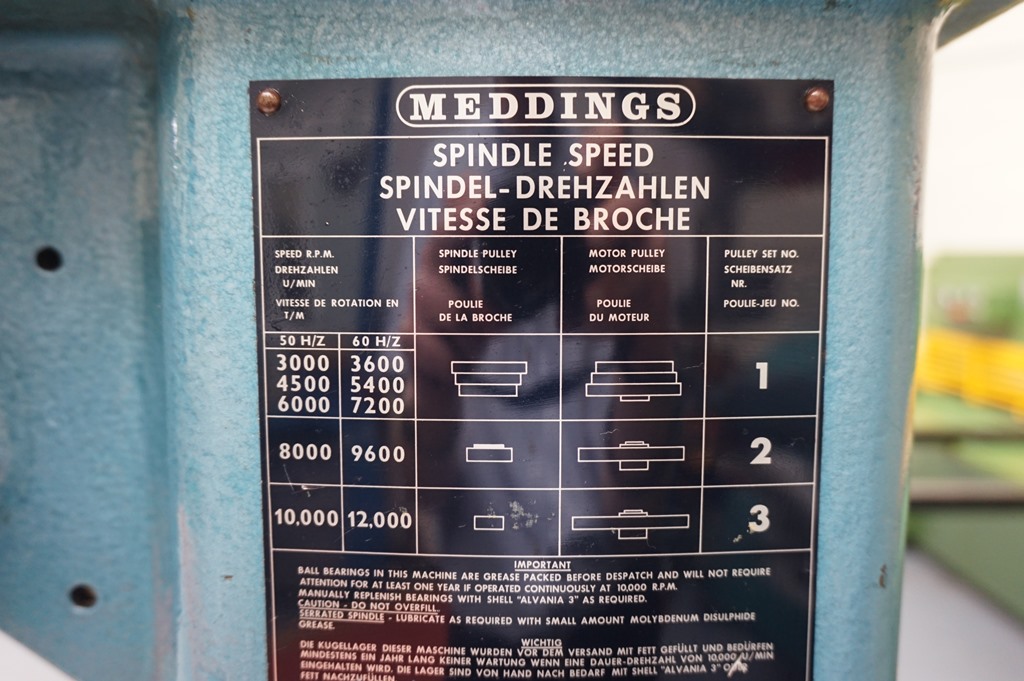 MEDDINGS
SPINDLE SPEED
SPINDEL-DREHZAHLEN
VITESSE DE BROCHE
SPEED R.P.M.
DREHZAHLEN
U/MIN
VITESSE DE ROTATION EN
T/M
SPINDLE PULLEY
SPINDELSCHEIBE
POULIE
DE LA BROCHE
MOTOR PULLEY
MOTORSCHEIBE
POULIE
DU MOTEUR
PULLEY SET NO.
SCHEIBENSATZ
NR.
POULIE-JEU NO.
50 H/Z 60 H/Z
3000 3600
4500 5400
6000 7200
1
8000 9600 2
10,000 12,000 3
IMPORTANT
BALL BEARINGS IN THIS MACHINE ARE GREASE PACKED BEFORE DESPATCH AND WILL NOT REQUIRE
ATTENTION FOR AT LEAST ONE YEAR IF OPERATED CONTINUOUSLY AT 10,000 R.P.M.
MANUALLY REPLENISH BEARINGS WITH SHELL "ALVANIA 3" AS REQUIRED.
CAUTION - DO NOT OVERFILL.
SERRATED SPINDLE - LUBRICATE AS REQUIRED WITH SMALL AMOUNT MOLYBDENUM DISULPHIDE
GREASE.
WICHTIG
DIE KUGELLAGER DIESER MASCHINE WURDEN VOR DEM VERSAND MIT FETT GEFÜLLT UND BEDÜRFEN
MINDESTENS EIN JAHR LANG KEINER WARTUNG WENN EINE DAUER-DREHZAHL VON 10,000 U/MIN
EINGEHALTEN WIRD. DIE LAGER SIND VON HAND NACH BEDARF MIT SHELL "ALVANIA 3"
FETT NACHZUFÜLLEN